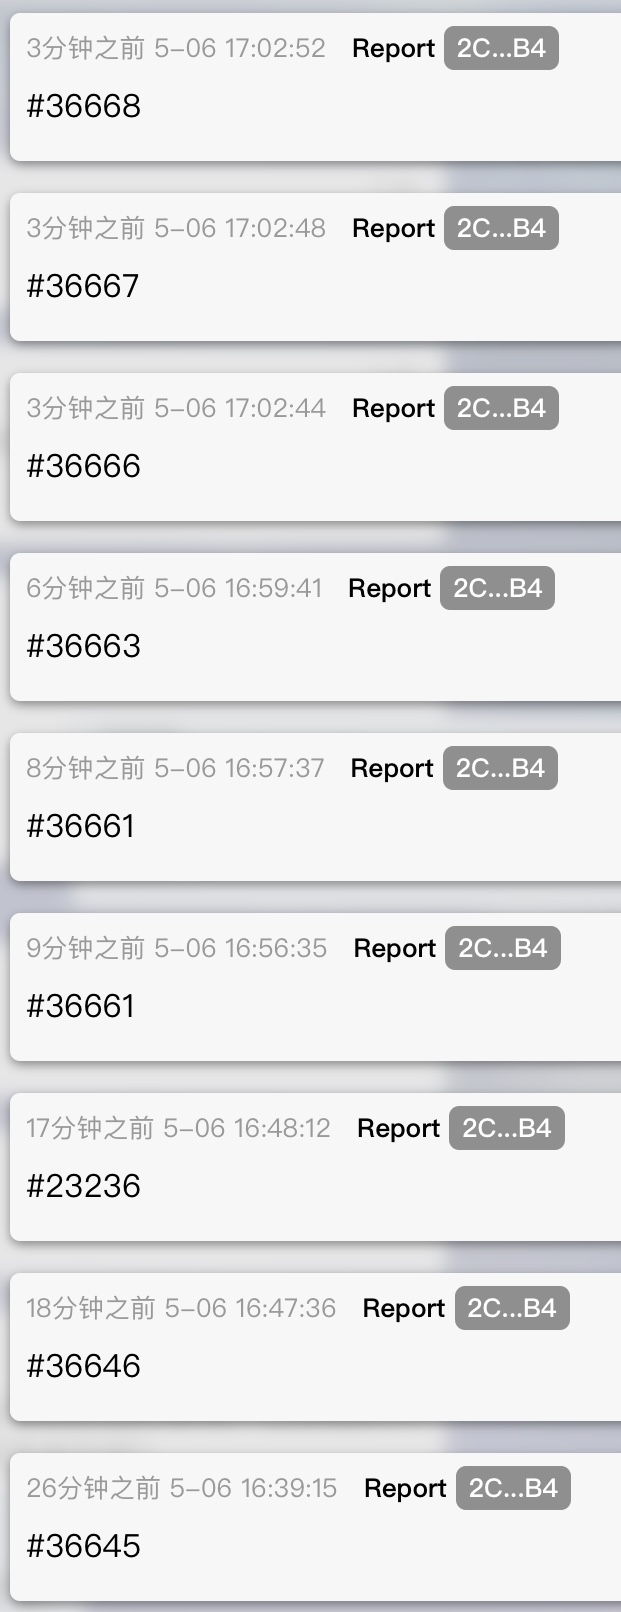 3分钟之前 5-06 17:02:52 Report 2C...B4
#36668
3分钟之前 5-06 17:02:48 Report 2C...B4
#36667
3分钟之前 5-06 17:02:44 Report 2C...B4
#36666
6分钟之前 5-06 16:59:41 Report 2C...B4
#36663
8分钟之前 5-06 16:57:37 Report 2C...B4
#36661
9分钟之前 5-06 16:56:35 Report 2C...B4
#36661
17分钟之前 5-06 16:48:12 Report 2C...B4
#23236
18分钟之前 5-06 16:47:36 Report 2C...B4
#36646
26分钟之前 5-06 16:39:15 Report 2C...B4
#36645